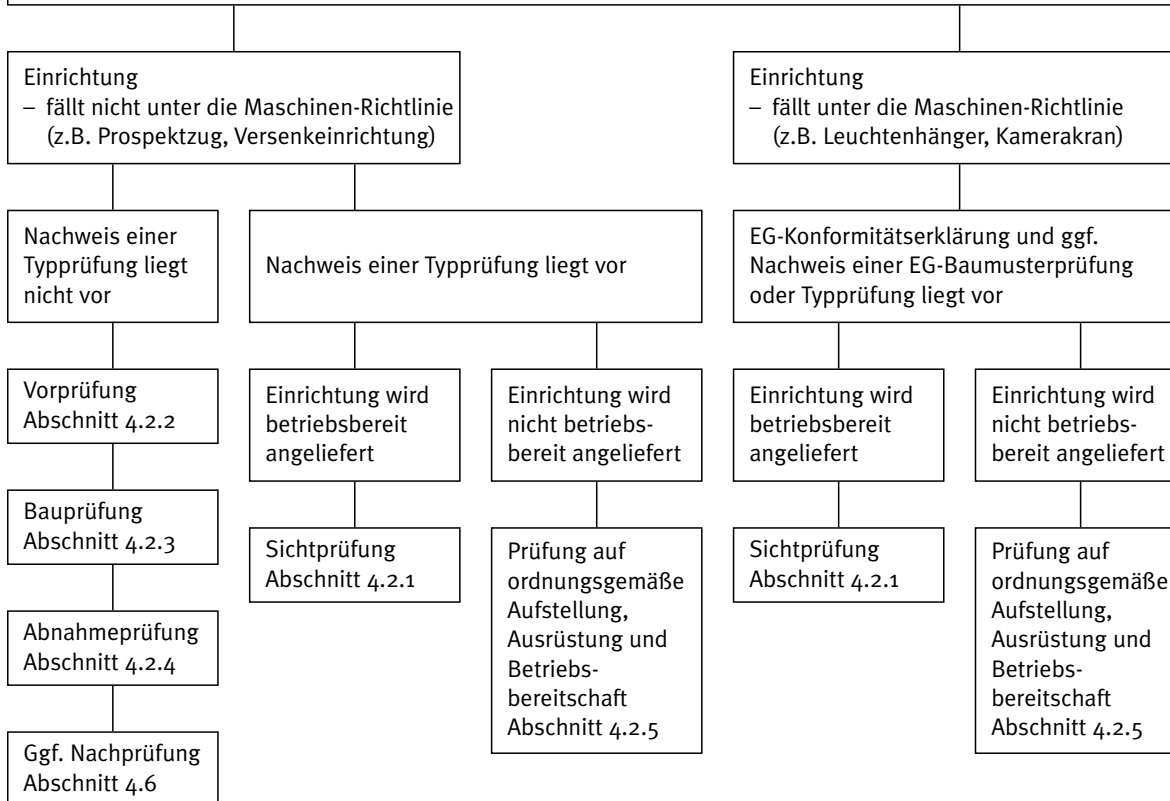 Einrichtung
– fällt nicht unter die Maschinen-Richtlinie
(z.B. Prospektzug, Versenkeinrichtung)
Einrichtung
– fällt unter die Maschinen-Richtlinie
(z.B. Leuchtenhänger, Kamerakran)
Nachweis einer
Typprüfung liegt
nicht vor
Nachweis einer Typprüfung liegt vor
EG-Konformitätserklärung und ggf.
Nachweis einer EG-Baumusterprüfung
oder Typprüfung liegt vor
Vorprüfung
Abschnitt 4.2.2
Einrichtung wird
betriebsbereit
angeliefert
Einrichtung wird
nicht betriebs-
bereit angeliefert
Einrichtung wird
betriebsbereit
angeliefert
Einrichtung wird
nicht betriebs-
bereit angeliefert
Bauprüfung
Abschnitt 4.2.3
Sichtprüfung
Abschnitt 4.2.1
Prüfung auf
ordnungsgemäße
Aufstellung,
Ausrüstung und
Betriebs-
bereitschaft
Abschnitt 4.2.5
Sichtprüfung
Abschnitt 4.2.1
Prüfung auf
ordnungsgemäße
Aufstellung,
Ausrüstung und
Betriebs-
bereitschaft
Abschnitt 4.2.5
Abnahmeprüfung
Abschnitt 4.2.4
Ggf. Nachprüfung
Abschnitt 4.6